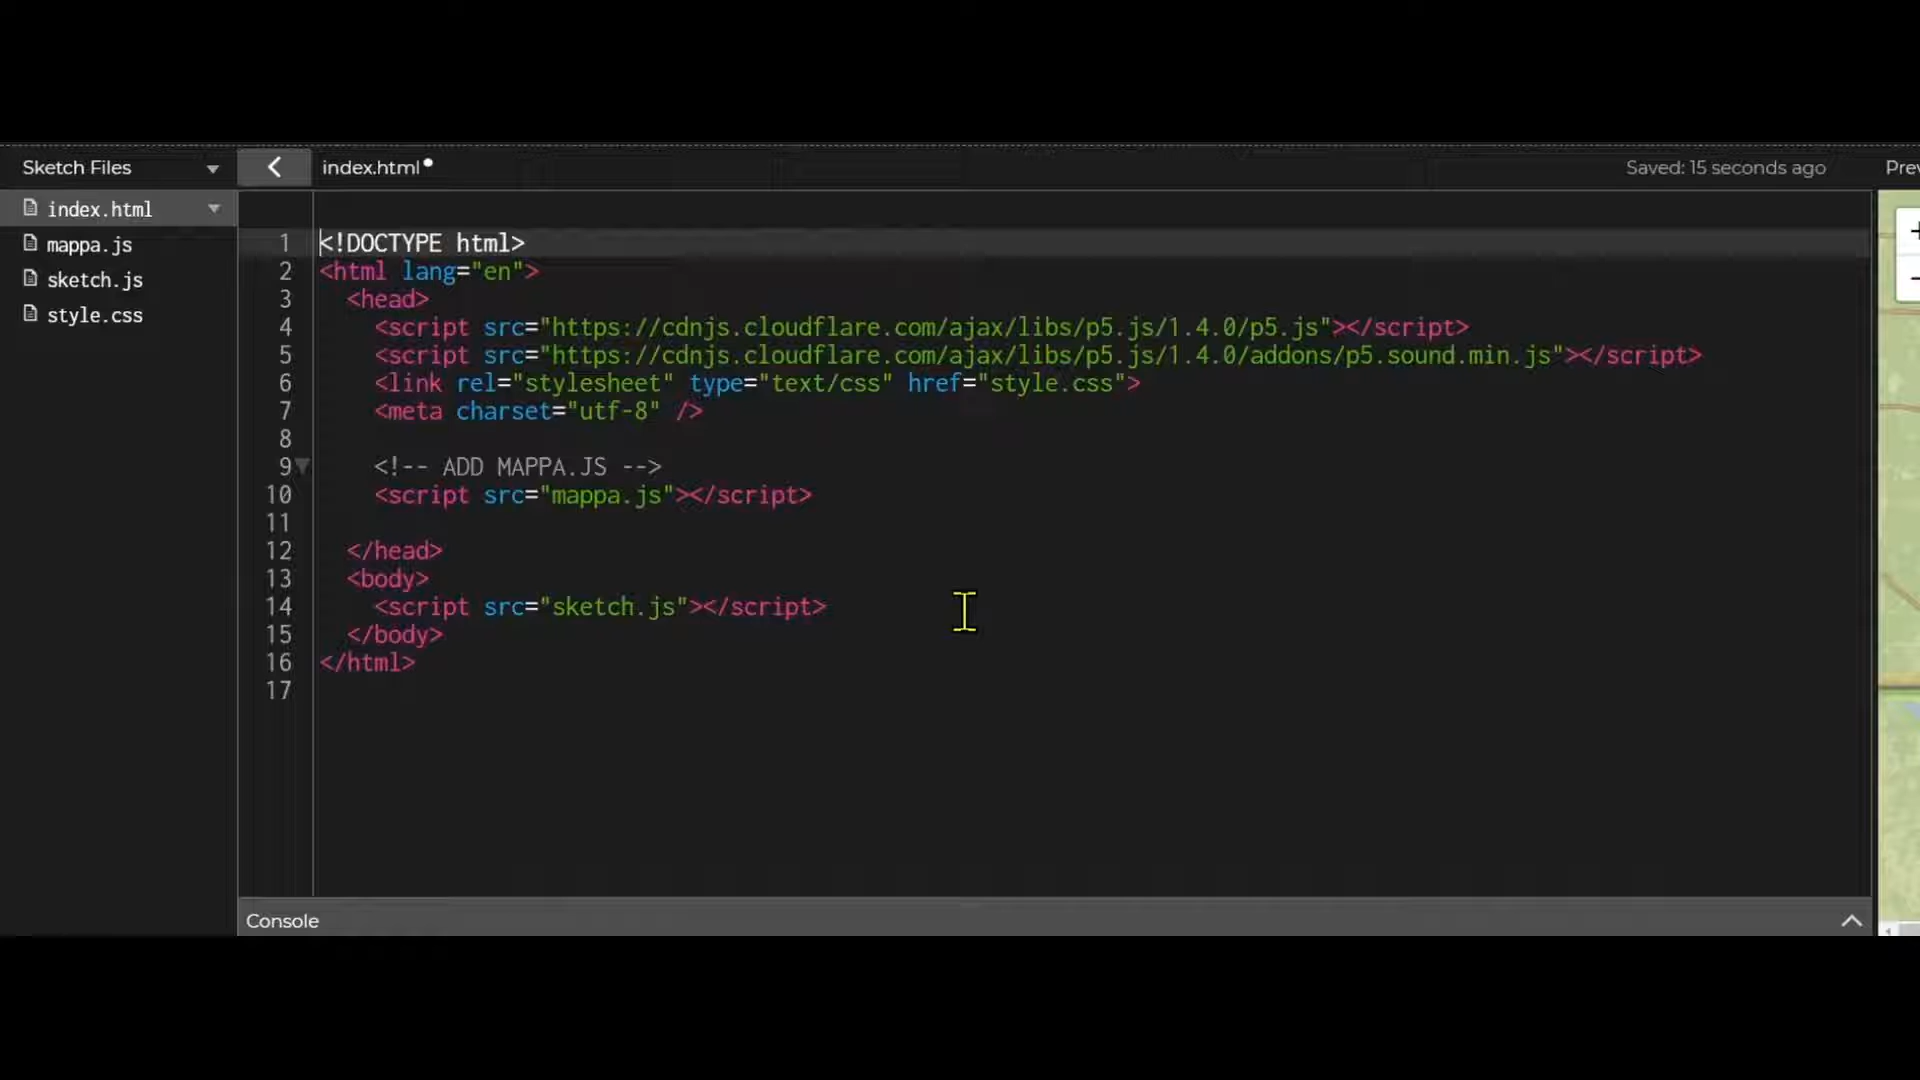 Sketch Files
index.html
Saved: 15 seconds ago
index.html
mappa.js
sketch.js
style.css
1 <!DOCTYPE html>
2 <html lang="en">
3 <head>
4 <script src="https://cdnjs.cloudflare.com/ajax/libs/p5.js/1.4.0/p5.js"></script>
5 <script src="https://cdnjs.cloudflare.com/ajax/libs/p5.js/1.4.0/addons/p5.sound.min.js"></script>
6 <link rel="stylesheet" type="text/css" href="style.css">
7 <meta charset="utf-8" />
8
9 <!-- ADD MAPPA.JS -->
10 <script src="mappa.js"></script>
11
12 </head>
13 <body>
14 <script src="sketch.js"></script>
15 </body>
16 </html>
17
Console